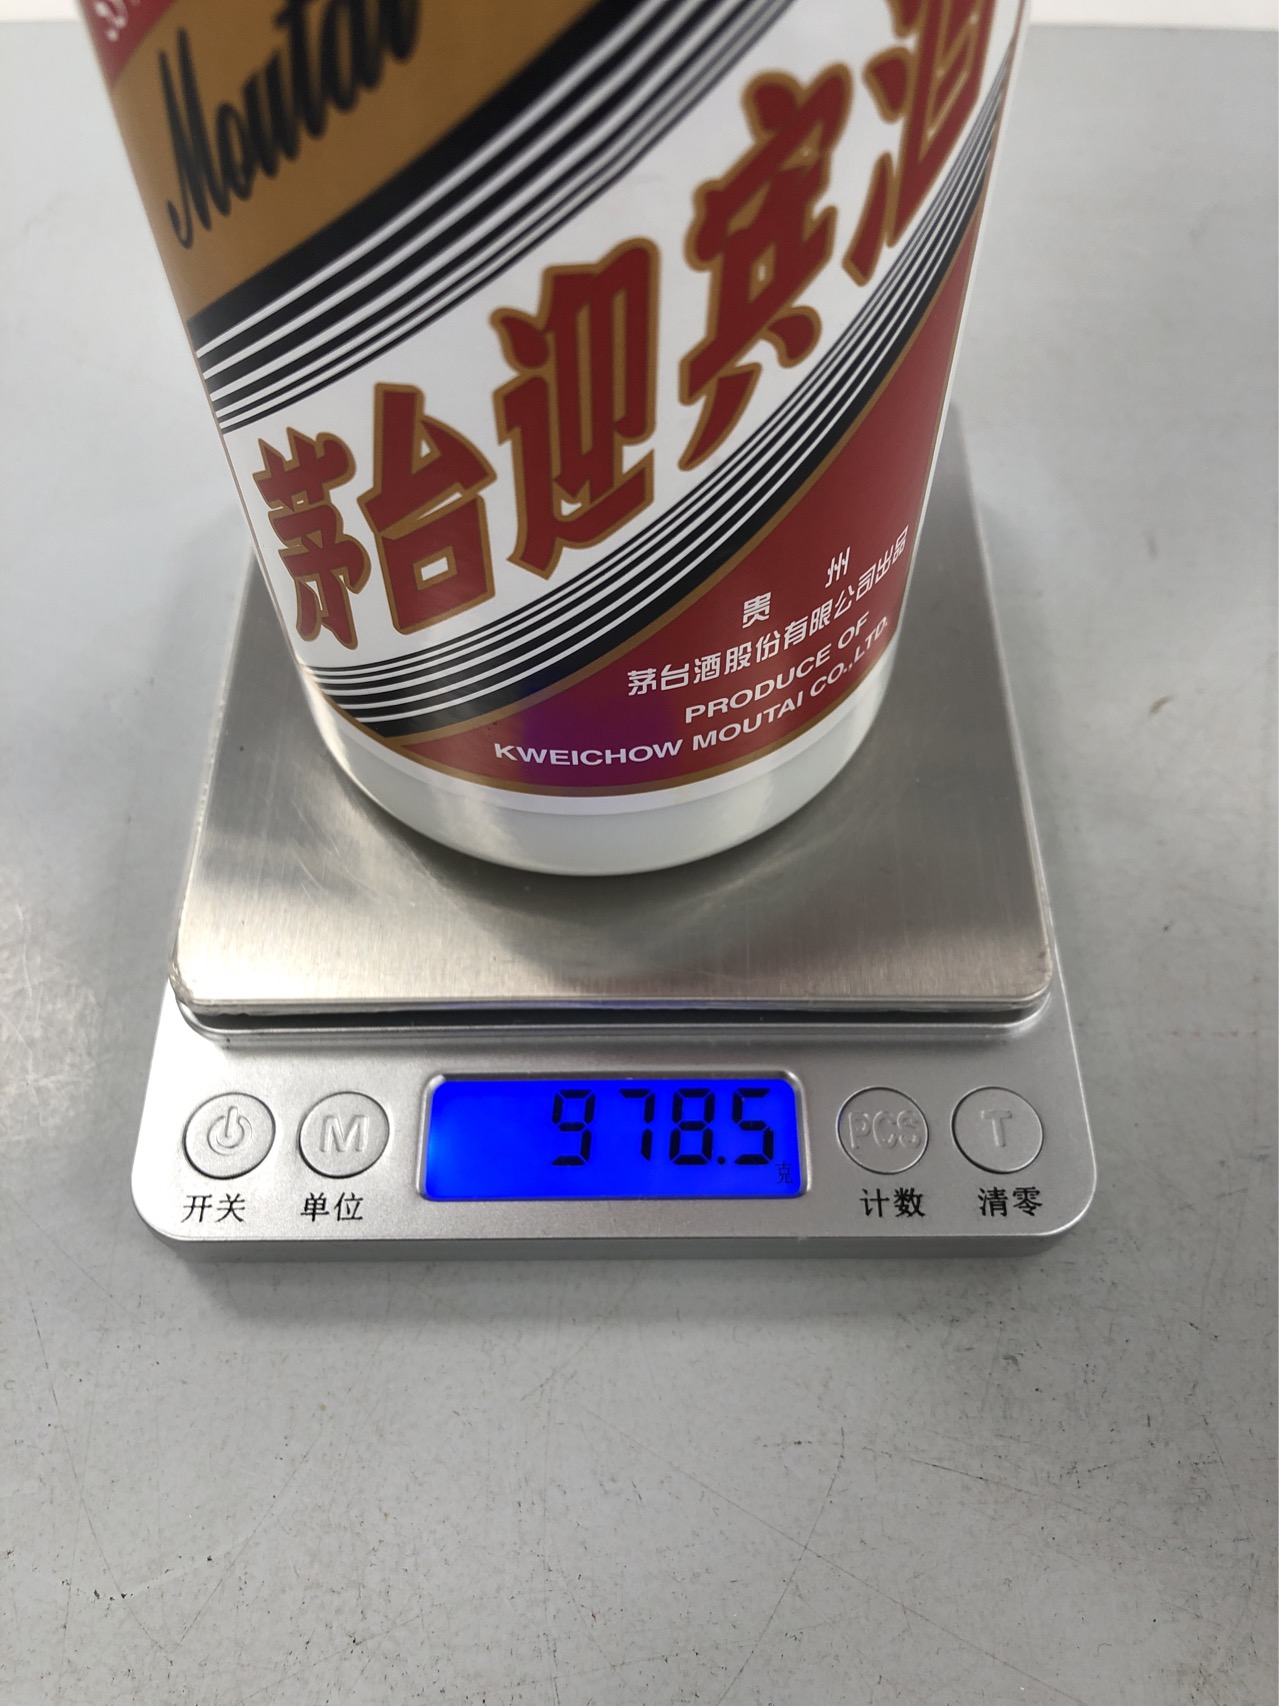 Moutai
茅台迎宾酒
贵州
茅台酒股份有限公司出品
PRODUCE OF
KWEICHOW MOUTAI CO.,LTD.
978.5
克
M
PCS
T
开关
单位
计数
清零